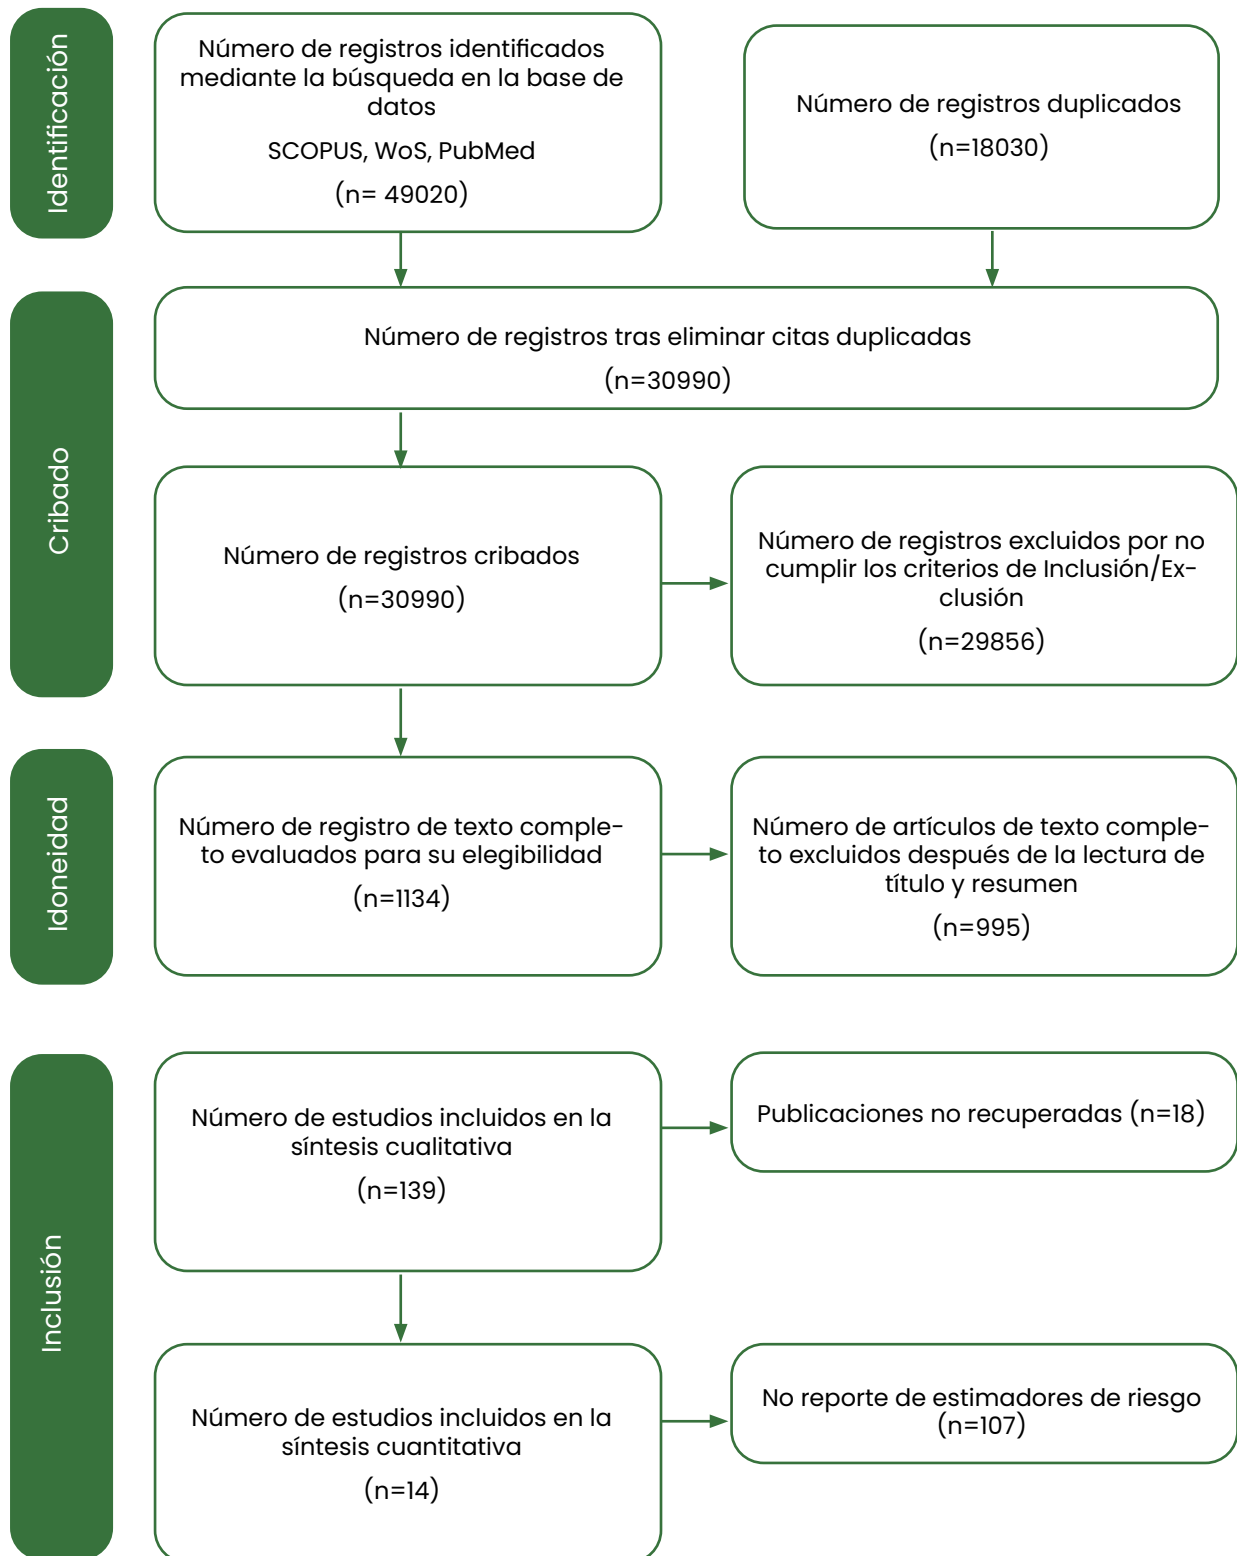 Identificación
Número de registros identificados
mediante la búsqueda en la base de
datos
SCOPUS, WoS, PubMed
(n= 49020)
Número de registros duplicados
(n=18030)
Cribado
Número de registros tras eliminar citas duplicadas
(n=30990)
Número de registros cribados
(n=30990)
Número de registros excluidos por no
cumplir los criterios de Inclusión/Ex-
clusión
(n=29856)
Idoneidad
Número de registro de texto comple-
to evaluados para su elegibilidad
(n=1134)
Número de artículos de texto comple-
to excluidos después de la lectura de
título y resumen
(n=995)
Inclusión
Número de estudios incluidos en la
síntesis cualitativa
(n=139)
Publicaciones no recuperadas (n=18)
Número de estudios incluidos en la
síntesis cuantitativa
(n=14)
No reporte de estimadores de riesgo
(n=107)